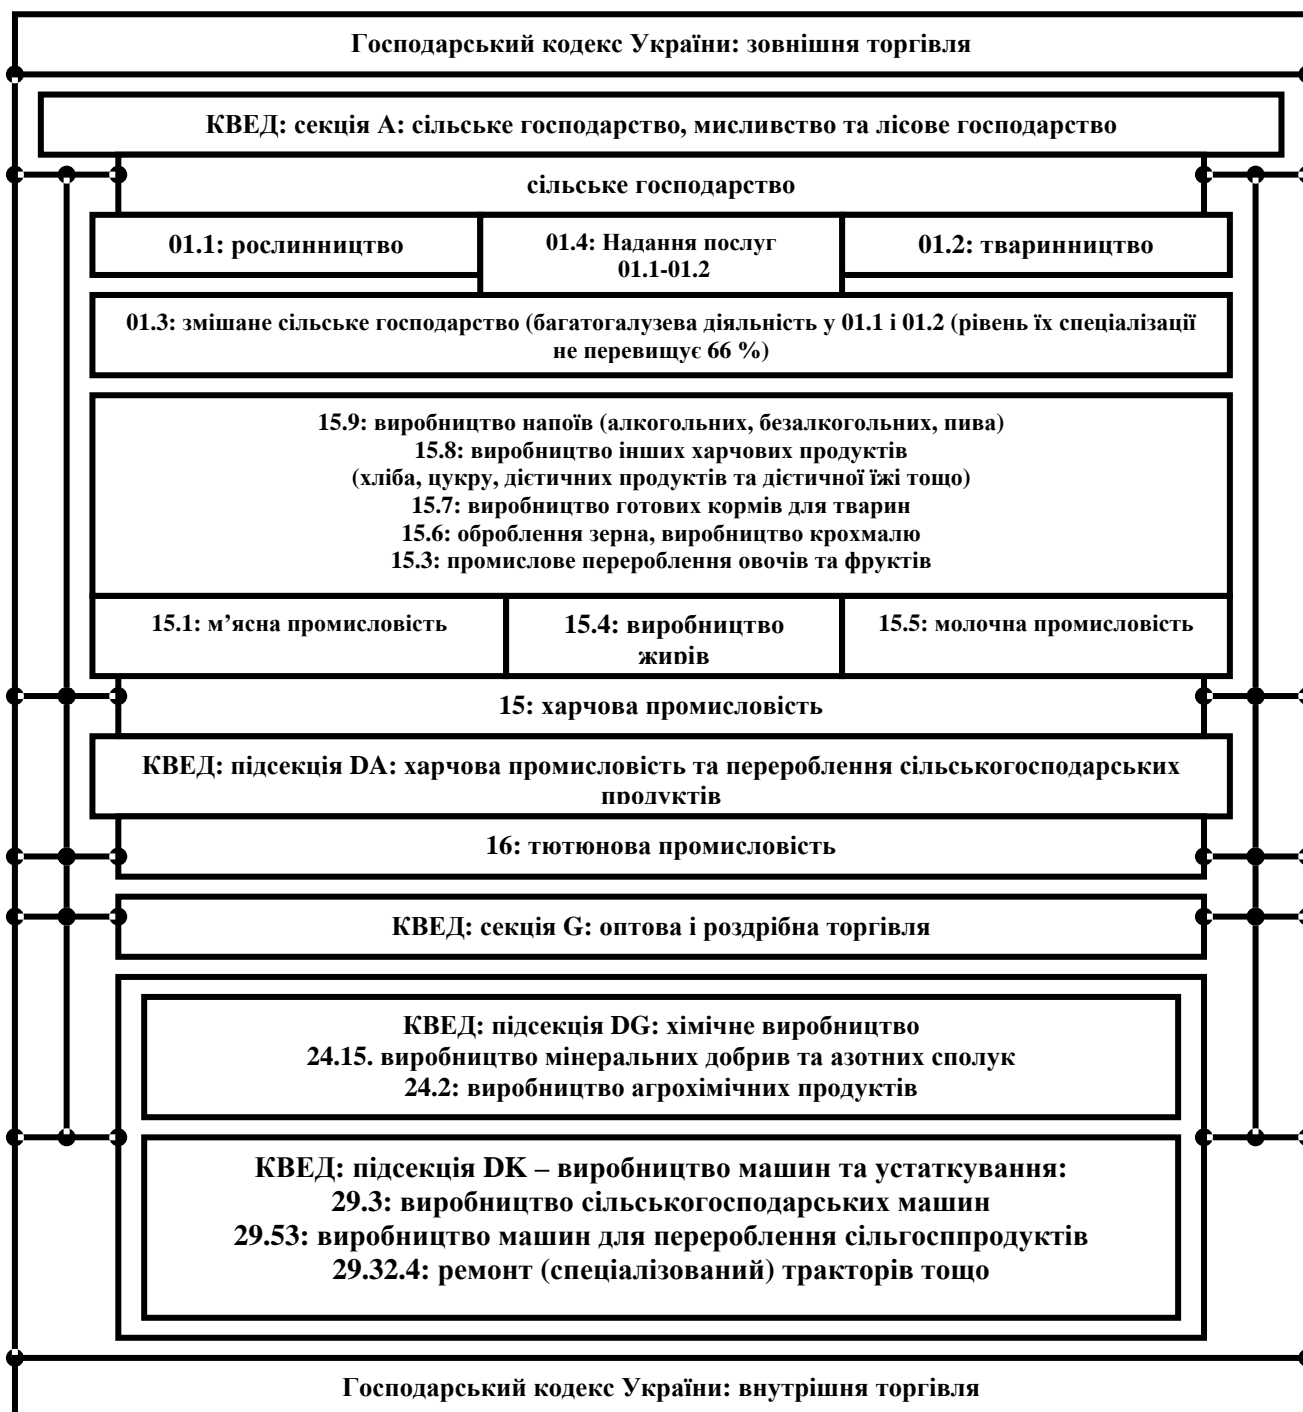 Господарський кодекс України: зовнішня торгівля
КВЕД: секція А: сільське господарство, мисливство та лісове господарство
сільське господарство
01.1: рослинництво
01.4: Надання послуг
01.1-01.2
01.2: тваринництво
01.3: змішане сільське господарство (багатогалузева діяльність у 01.1 і 01.2 (рівень їх спеціалізації
не перевищує 66 %)
15.9: виробництво напоїв (алкогольних, безалкогольних, пива)
15.8: виробництво інших харчових продуктів
(хліба, цукру, дієтичних продуктів та дієтичної їжі тощо)
15.7: виробництво готових кормів для тварин
15.6: оброблення зерна, виробництво крохмалю
15.3: промислове перероблення овочів та фруктів
15.1: м’ясна промисловість
15.4: виробництво
жирів
15.5: молочна промисловість
15: харчова промисловість
КВЕД: підсекція DA: харчова промисловість та перероблення сільськогосподарських
продуктів
16: тютюнова промисловість
КВЕД: секція G: оптова і роздрібна торгівля
КВЕД: підсекція DG: хімічне виробництво
24.15. виробництво мінеральних добрив та азотних сполук
24.2: виробництво агрохімічних продуктів
КВЕД: підсекція DK – виробництво машин та устаткування:
29.3: виробництво сільськогосподарських машин
29.53: виробництво машин для перероблення сільгосппродуктів
29.32.4: ремонт (спеціалізований) тракторів тощо
Господарський кодекс України: внутрішня торгівля